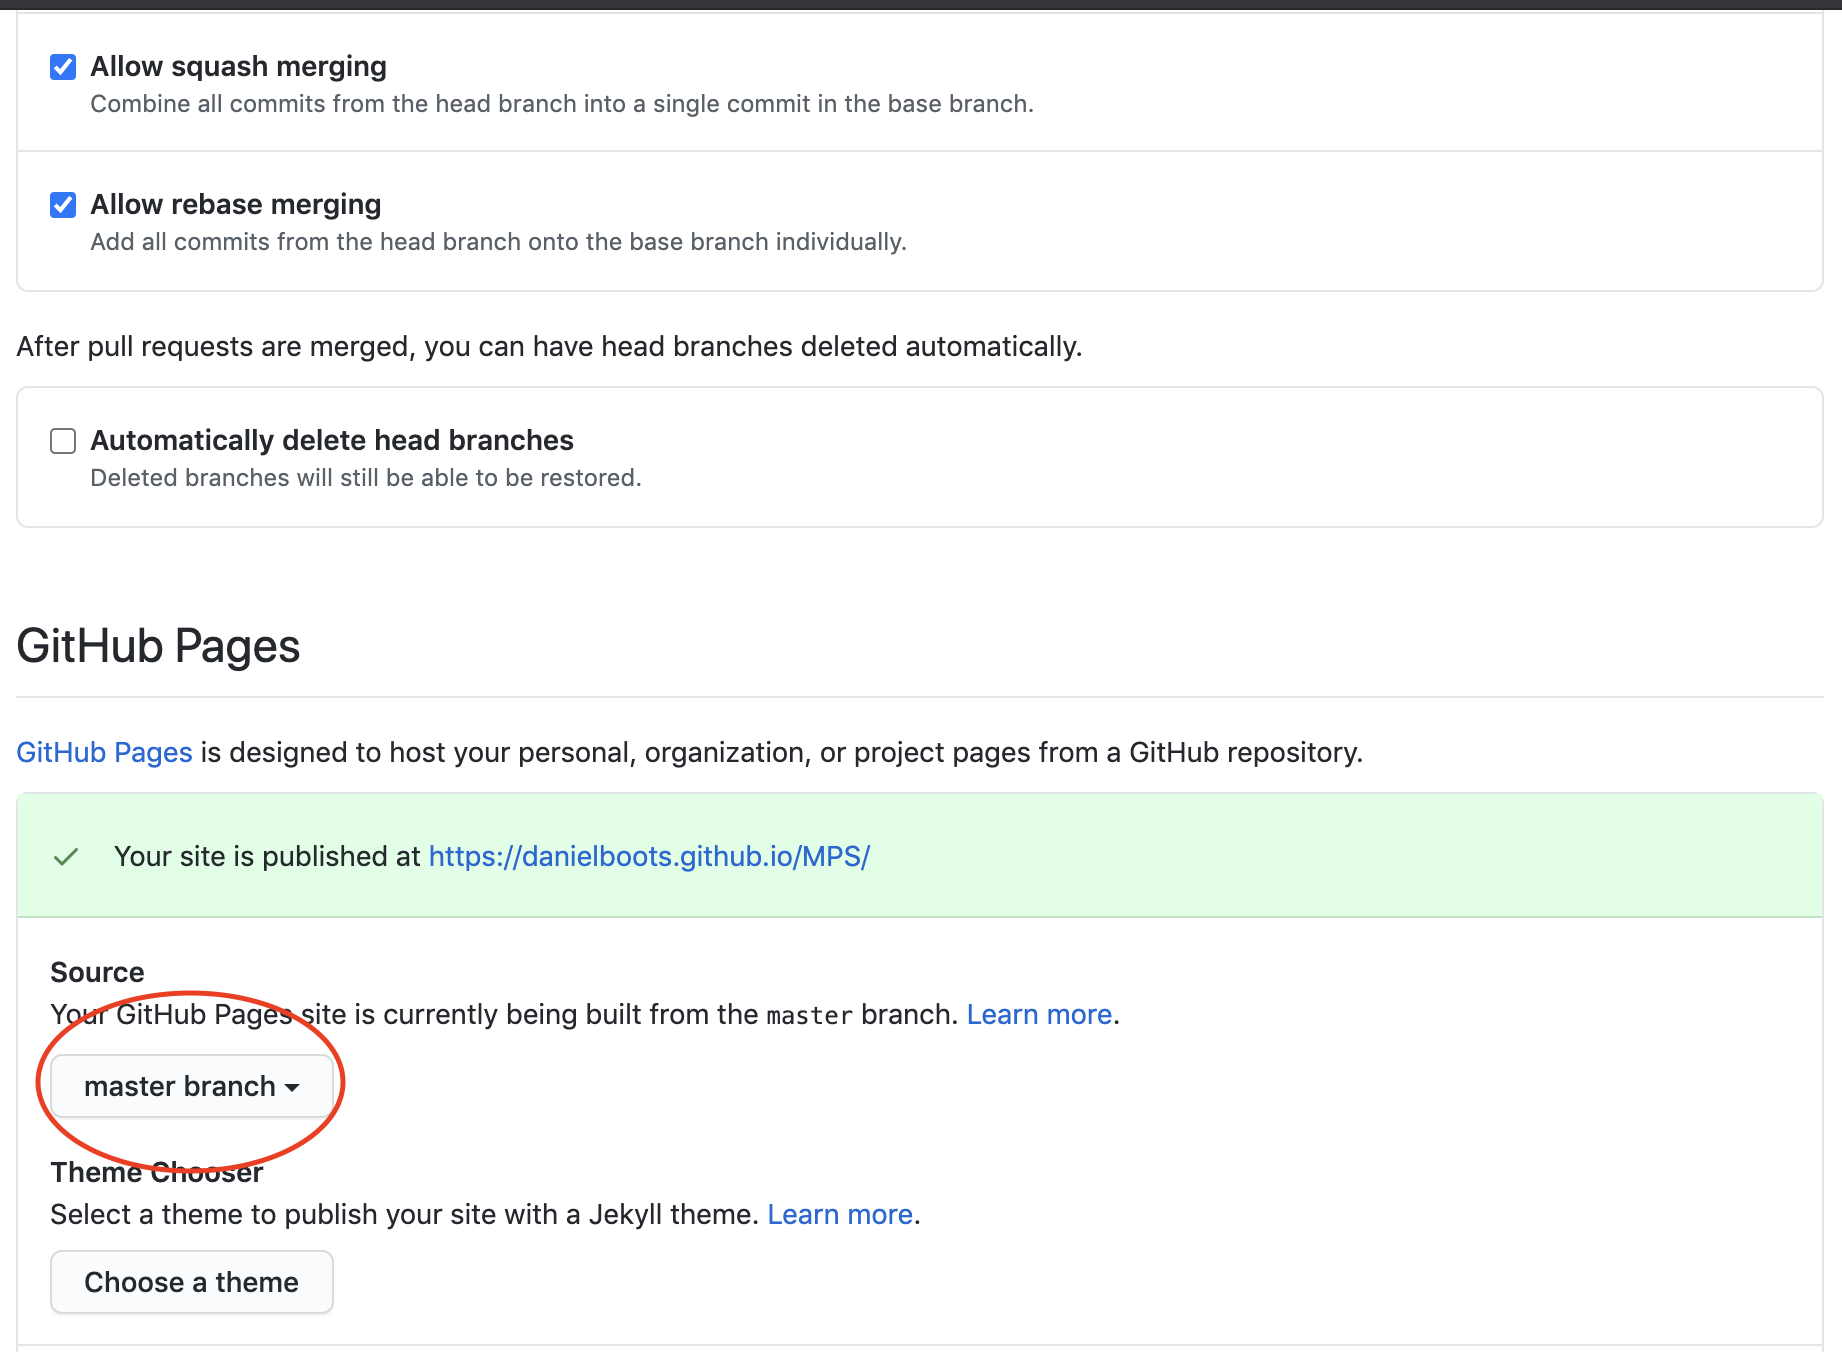 Allow squash merging
Combine all commits from the head branch into a single commit in the base branch.
Allow rebase merging
Add all commits from the head branch onto the base branch individually.
After pull requests are merged, you can have head branches deleted automatically.
Automatically delete head branches
Deleted branches will still be able to be restored.
GitHub Pages
GitHub Pages is designed to host your personal, organization, or project pages from a GitHub repository.
Your site is published at https://danielboots.github.io/MPS/
Source
Your GitHub Pages site is currently being built from the master branch. Learn more.
master branch
Theme Chooser
Select a theme to publish your site with a Jekyll theme. Learn more.
Choose a theme